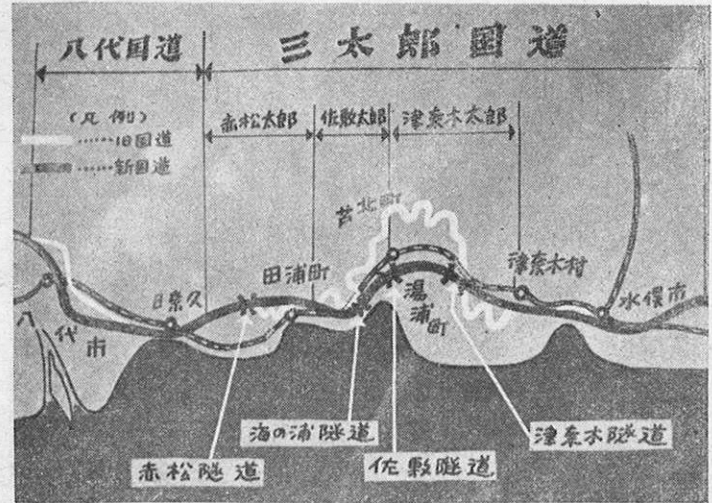 八代国道
三太郎国道
(凡例)
……旧国道
……新国道
赤松太郎
佐敷太郎
津奈木太郎
芦北町
田浦町
日奈久
八代市
湯浦町
津奈木村
水俣市
海の浦隧道
津奈木隧道
赤松隧道
佐敷隧道